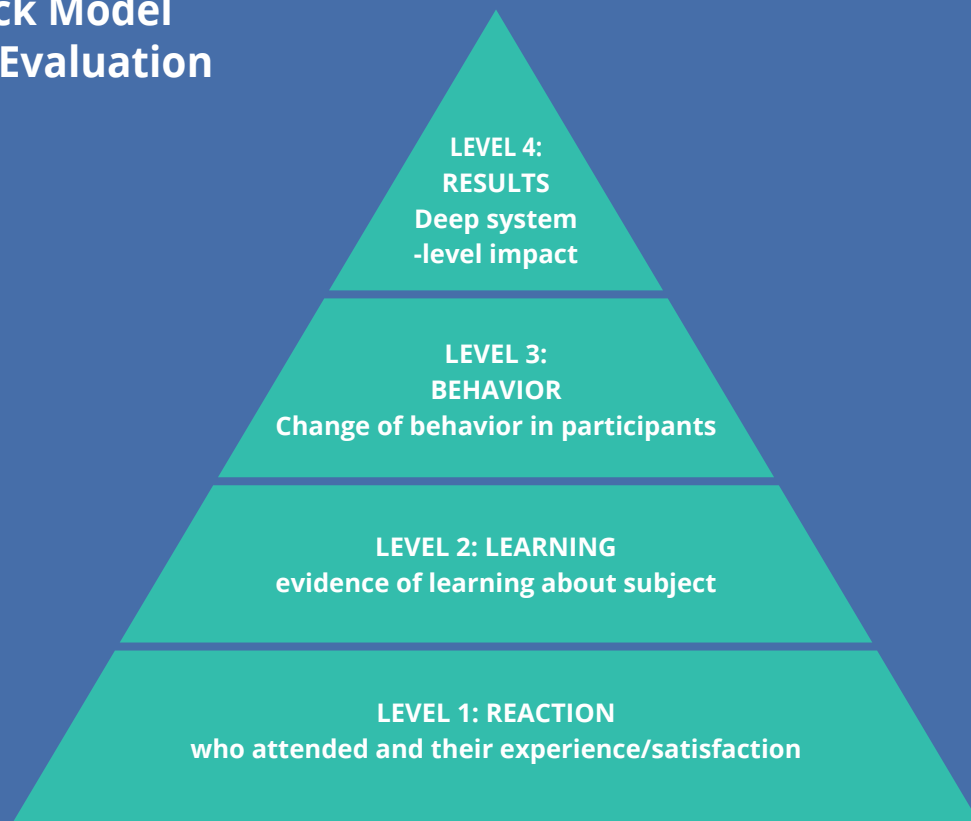 ck Model
Evaluation
LEVEL 4:
RESULTS
Deep system
-level impact
LEVEL 3:
BEHAVIOR
Change of behavior in participants
LEVEL 2: LEARNING
evidence of learning about subject
LEVEL 1: REACTION
who attended and their experience/satisfaction